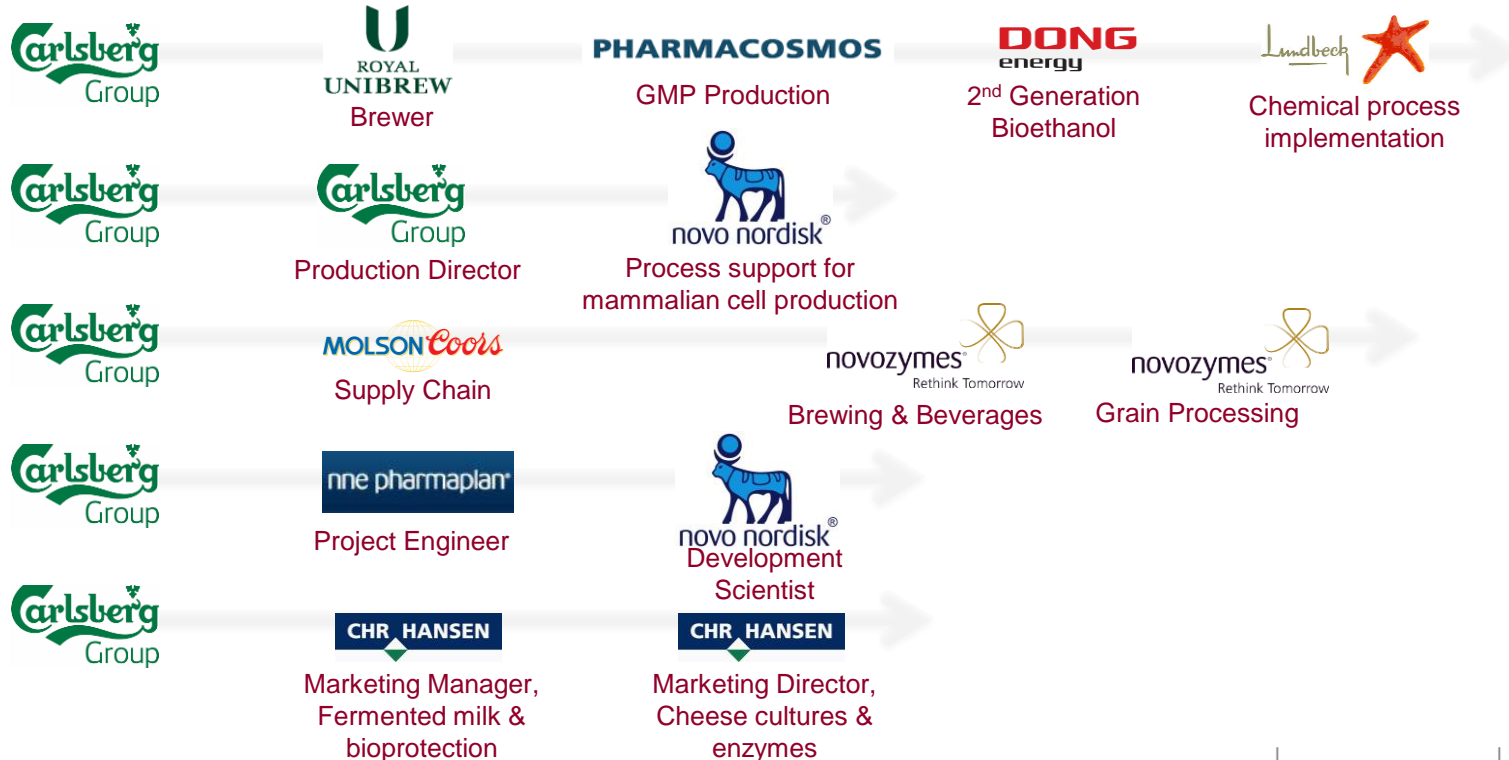 Carlsberg
Group
ROYAL
UNIBREW
Brewer
PHARMACOSMOS
GMP Production
DONG
energy
2nd Generation
Bioethanol
Lundbeck
Chemical process
implementation
Carlsberg
Group
Carlsberg
Group
Production Director
novo nordisk®
Process support for
mammalian cell production
Carlsberg
Group
MOLSON Coors
Supply Chain
novozymes®
Rethink Tomorrow
Brewing & Beverages
novozymes®
Rethink Tomorrow
Grain Processing
Carlsberg
Group
nne pharmaplan®
Project Engineer
novo nordisk®
Development
Scientist
Carlsberg
Group
CHR HANSEN
Marketing Manager,
Fermented milk &
bioprotection
CHR HANSEN
Marketing Director,
Cheese cultures &
enzymes